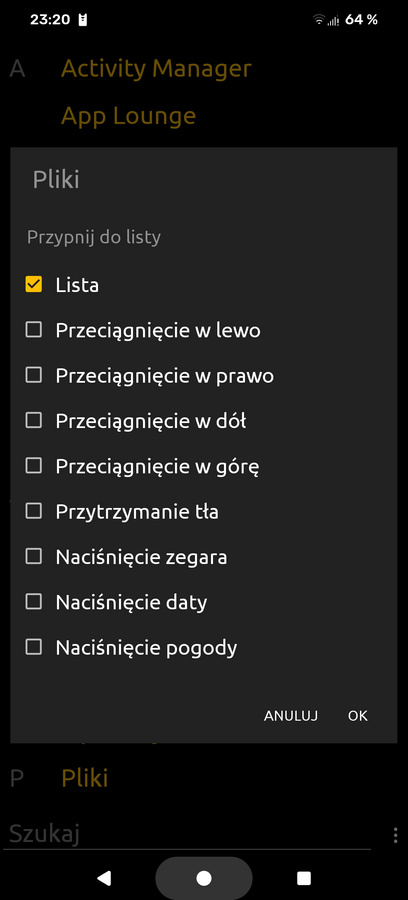 23:20 64 %
A Activity Manager
App Lounge
Pliki
Przypnij do listy
Lista
Przeciągnięcie w lewo
Przeciągnięcie w prawo
Przeciągnięcie w dół
Przeciągnięcie w górę
Przytrzymanie tła
Naciśnięcie zegara
Naciśnięcie daty
Naciśnięcie pogody
ANULUJ OK
P Pliki
Szukaj